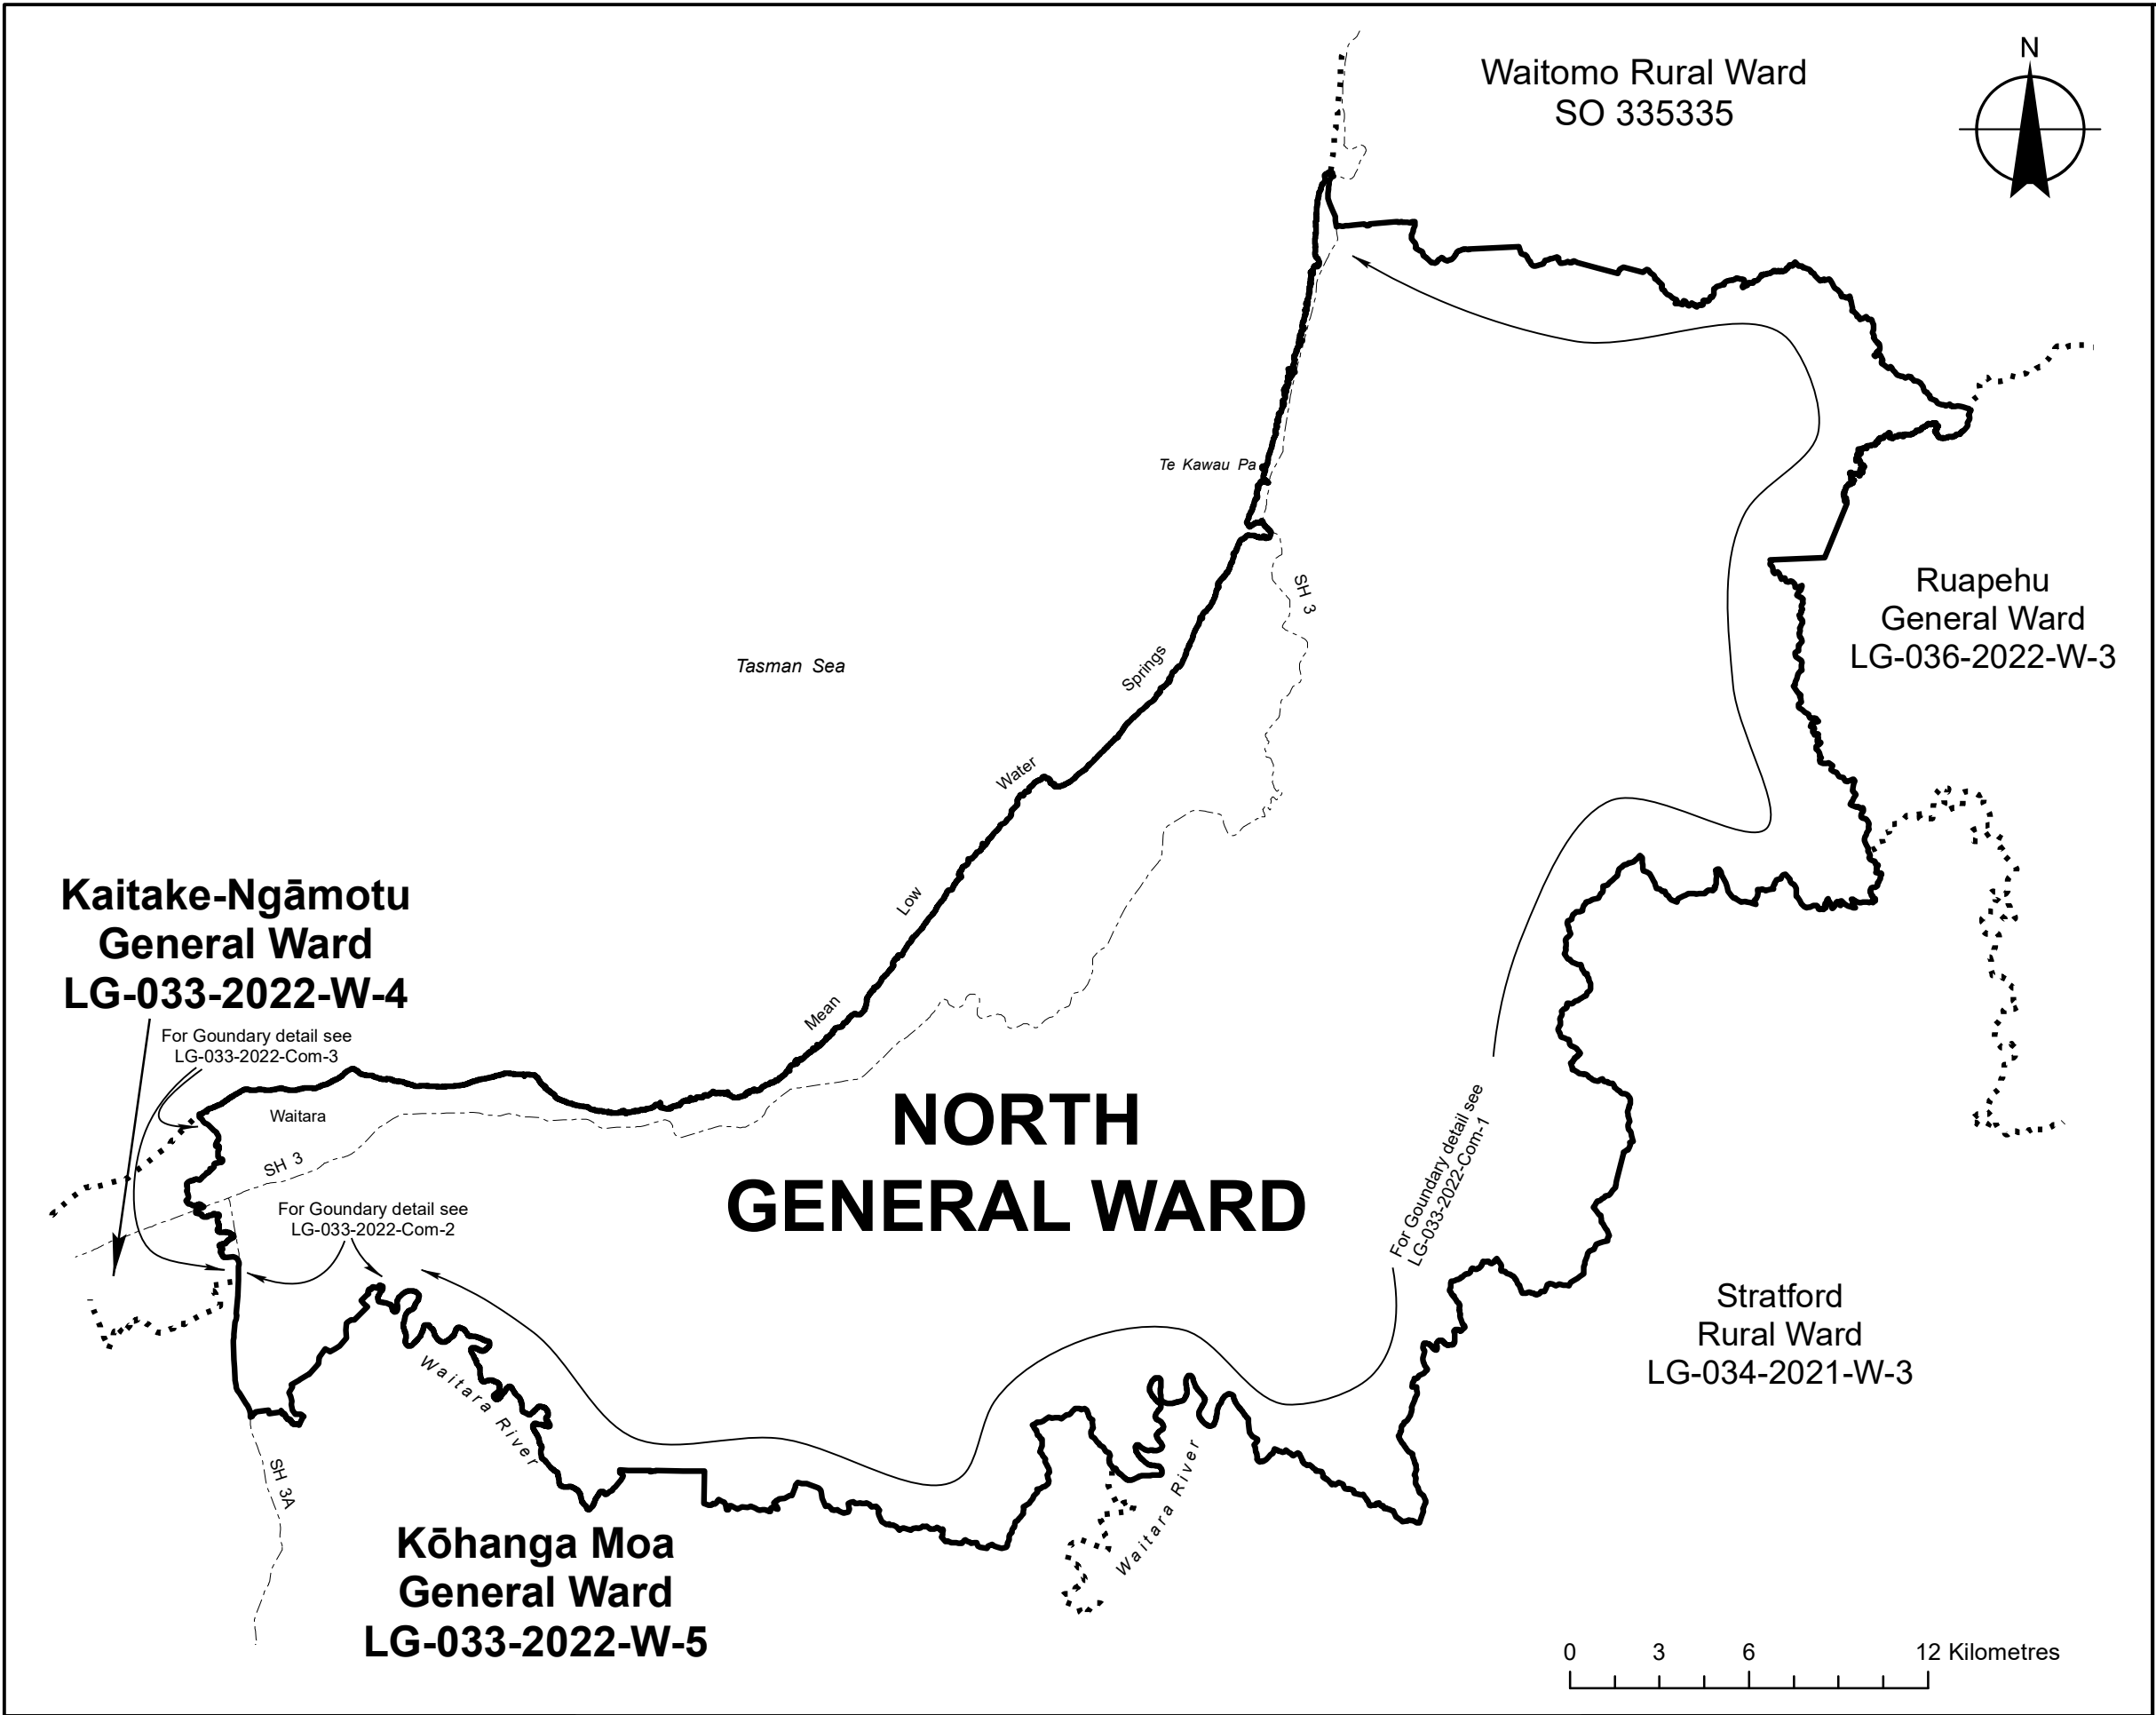 N
Waitomo Rural Ward
SO 335335
Te Kawau Pa
SH 3
Ruapehu
General Ward
LG-036-2022-W-3
Tasman Sea
Mean Low Water Springs
Kaitake-Ngāmotu
General Ward
LG-033-2022-W-4
For Goundary detail see
LG-033-2022-Com-3
Waitara
SH 3
NORTH
GENERAL WARD
For Goundary detail see
LG-033-2022-Com-1
For Goundary detail see
LG-033-2022-Com-2
Waitara River
Stratford
Rural Ward
LG-034-2021-W-3
SH 3A
Waitara River
Kōhanga Moa
General Ward
LG-033-2022-W-5
0 3 6 12 Kilometres